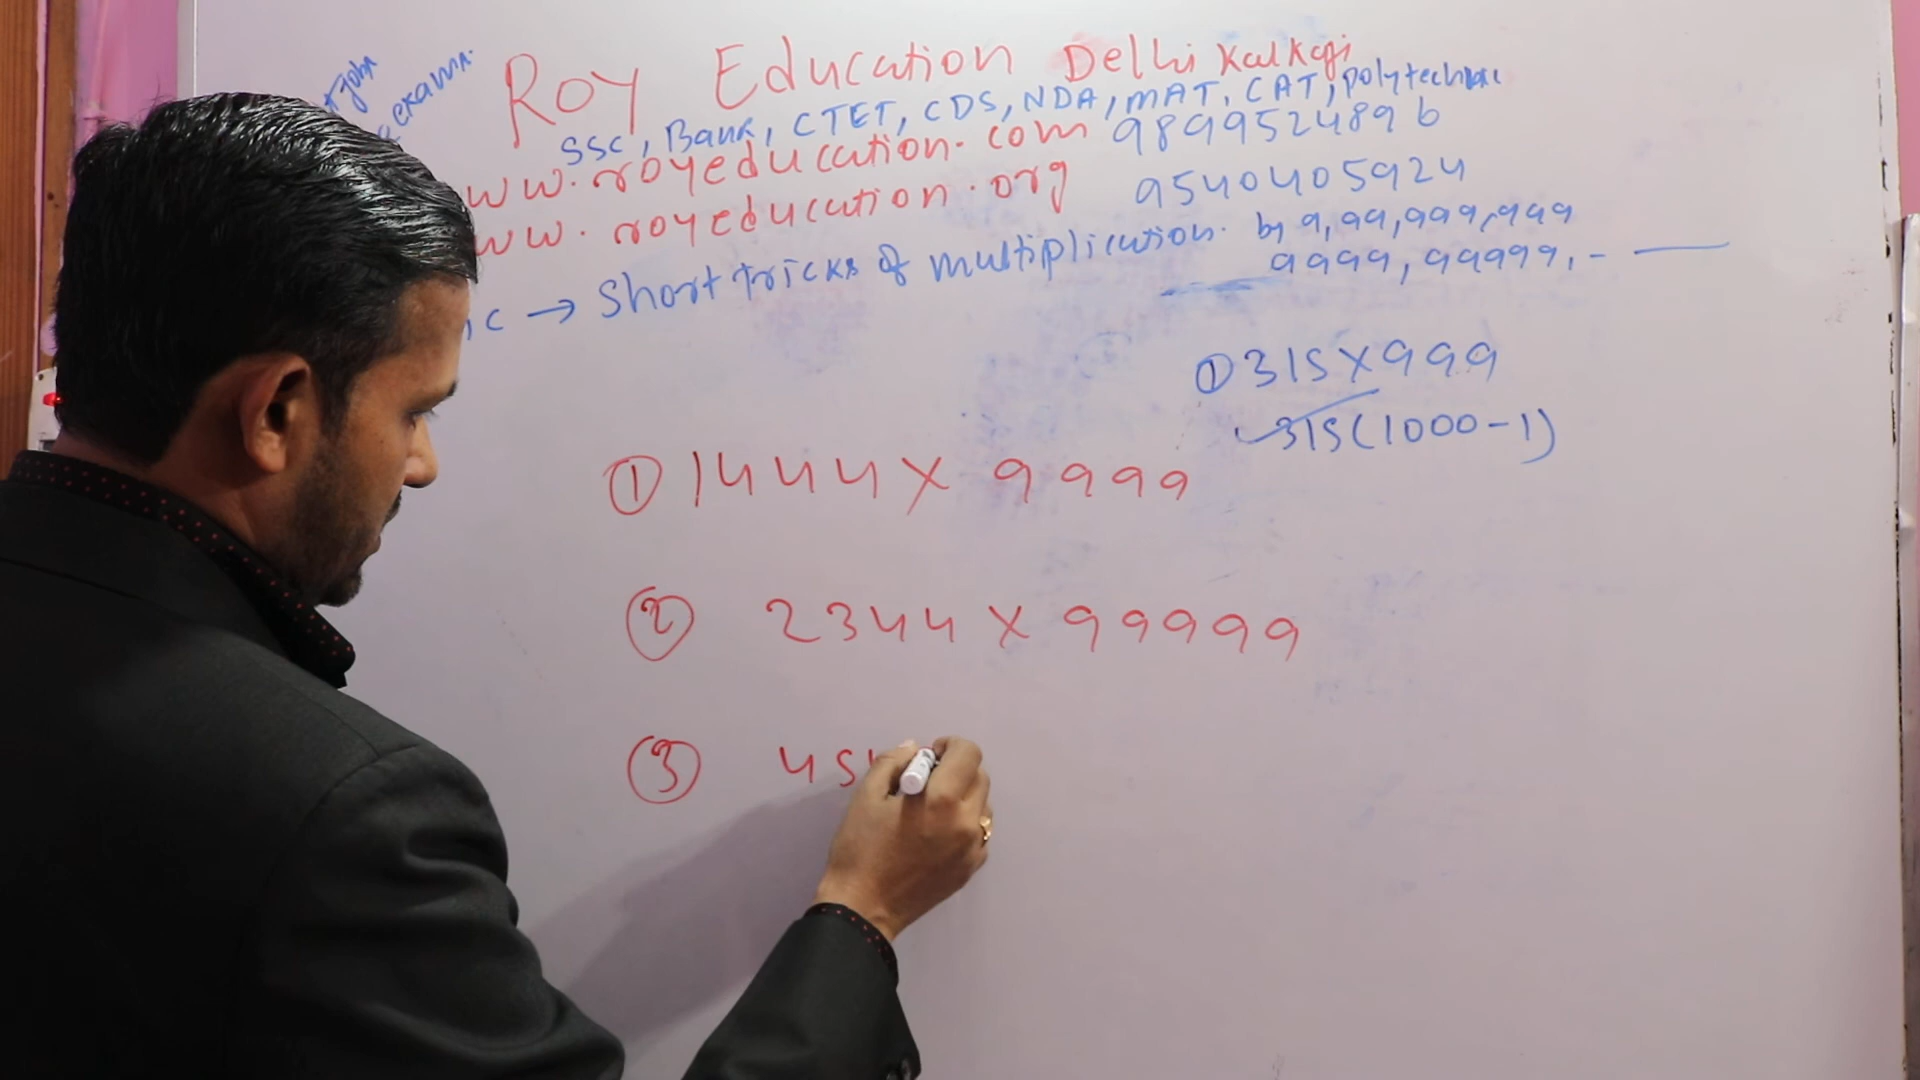 Roy Education Delhi Kalkaji
exams.
SSC, Bank, CTET, CDS, NDA, MAT, CAT, polytechnic
ww.royeducation.com 9899524896
ww.royeducation.org 9540405924
ic → Short tricks of multiplication. by 9,99,999,999
9999, 99999, -
① 315 X 999
315(1000-1)
① 1444 X 9999
② 2344 X 99999
③ 45